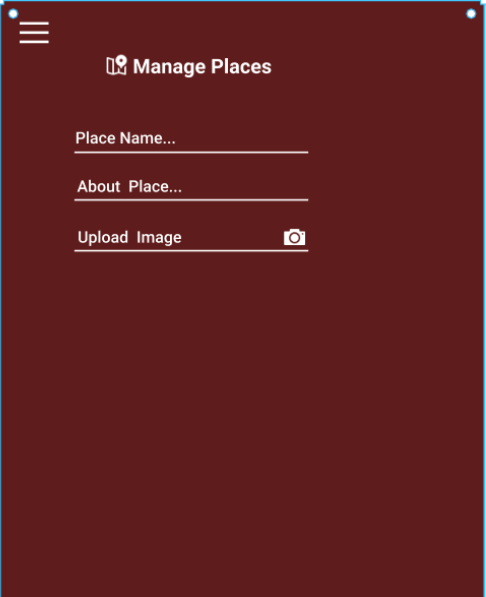 Manage Places
Place Name...
About Place...
Upload Image